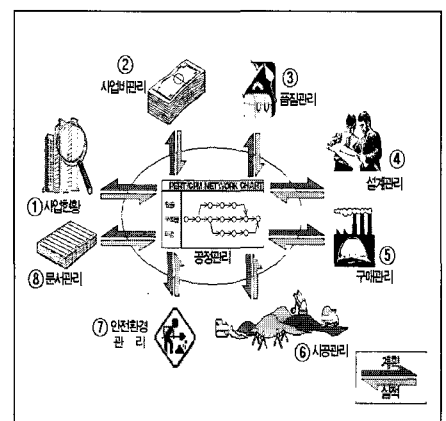 ②
사업비관리
③
품질관리
④
설계관리
① 사업현황
PERT/CPM NETWORK CHART
공정관리
⑤
구매관리
⑧ 문서관리
⑦ 안전환경
관 리
⑥ 시공관리
계획
실적